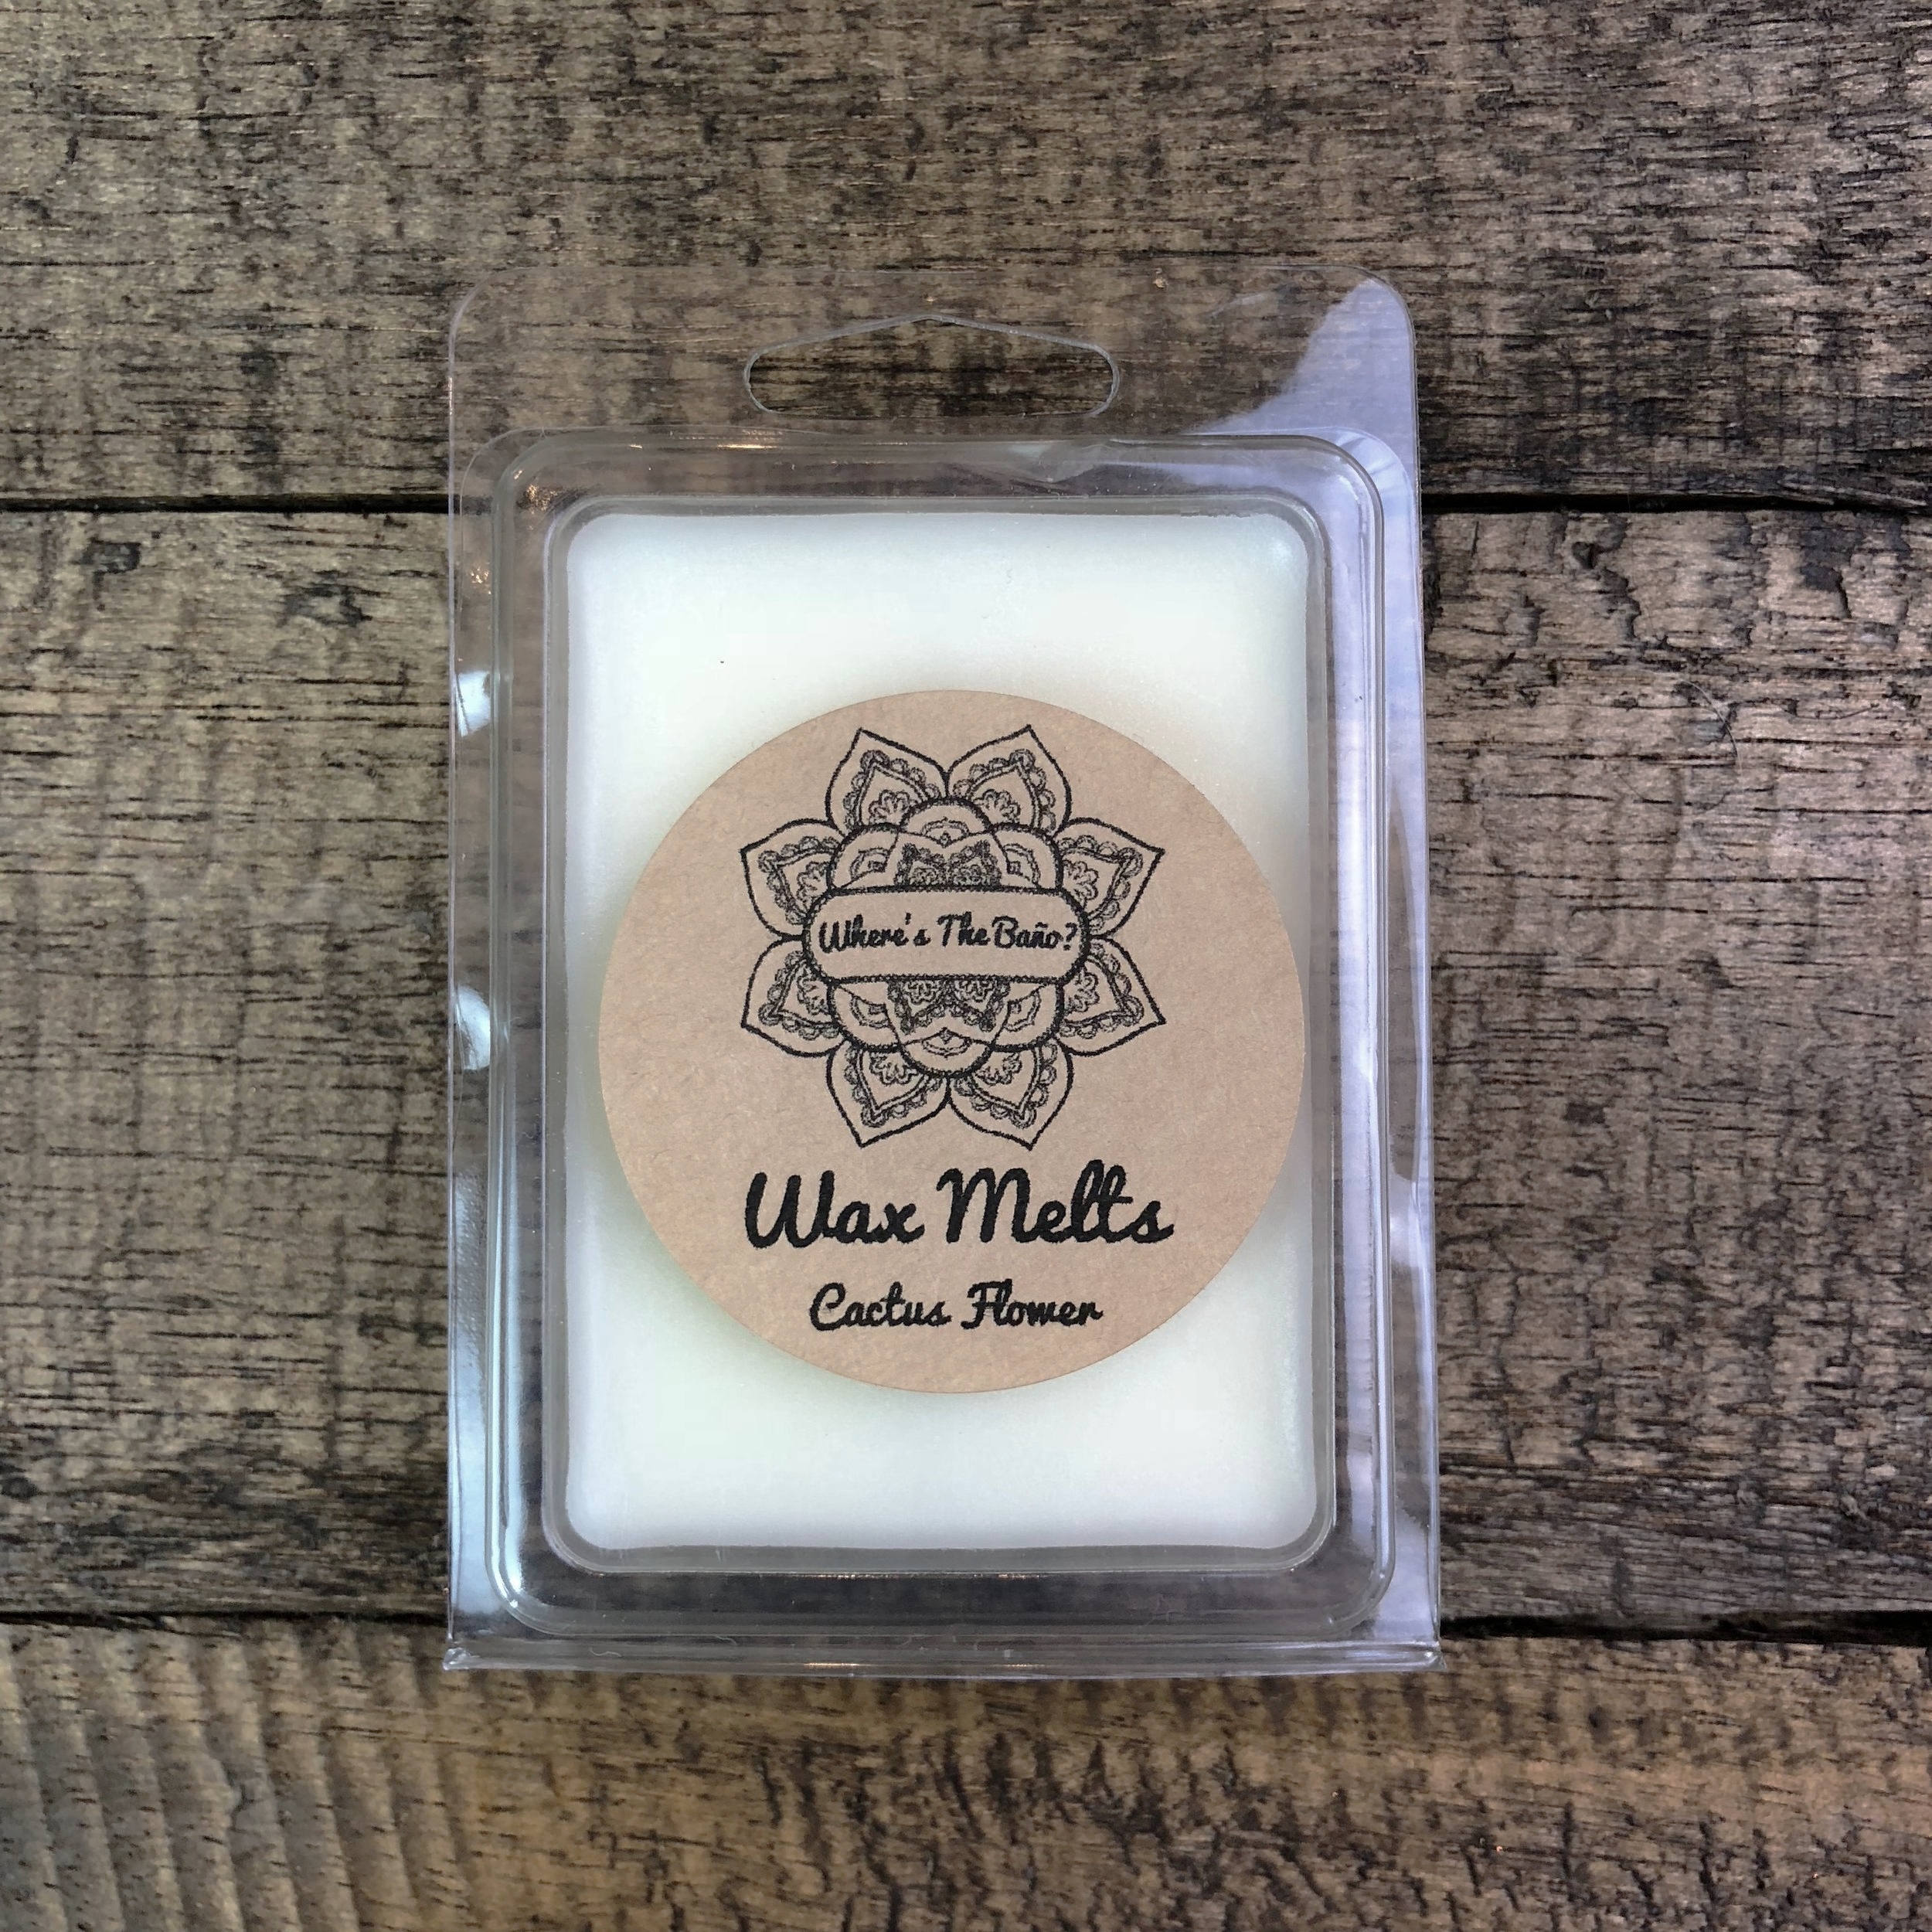 Where's The Baño?
Wax Melts
Cactus Flower